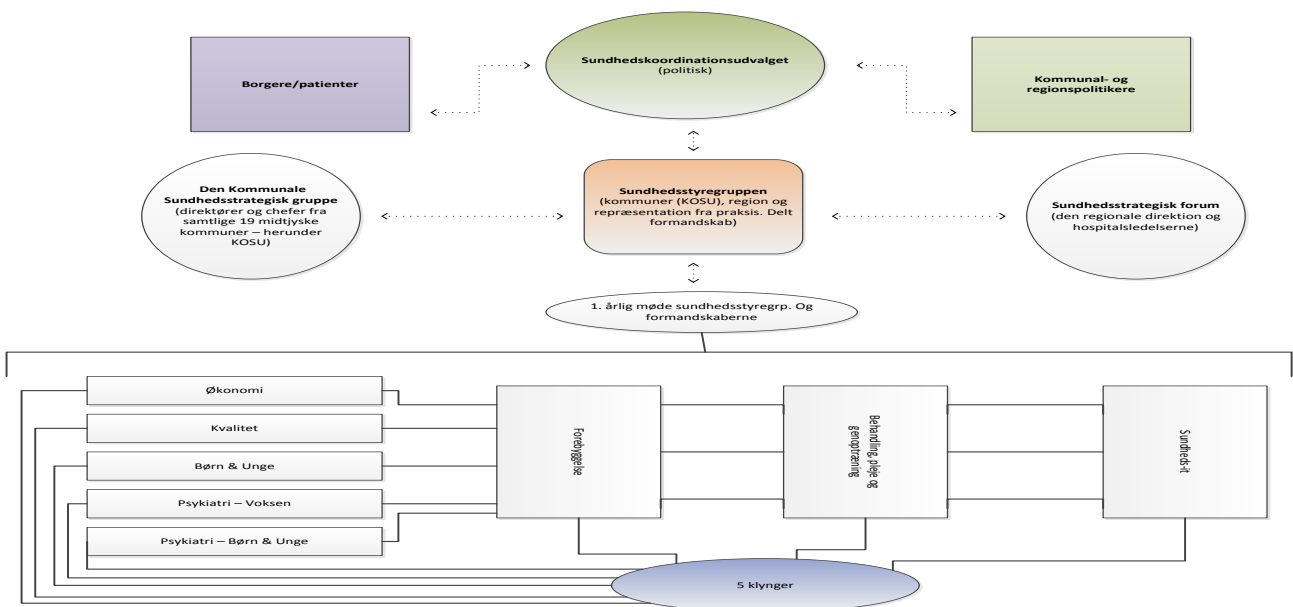 Borgere/patienter
Sundhedskoordinationsudvalget
(politisk)
Kommunal- og
regionspolitikere
Den Kommunale
Sundhedsstrategisk gruppe
(direktører og chefer fra
samtlige 19 midtjyske
kommuner – herunder
KOSU)
Sundhedsstyregruppen
(kommuner (KOSU), region og
repræsentation fra praksis. Delt
formandskab)
Sundhedsstrategisk forum
(den regionale direktion og
hospitalsledelserne)
1. årlig møde sundhedsstyregrp. Og
formandskaberne
Økonomi
Kvalitet
Børn & Unge
Psykiatri – Voksen
Psykiatri – Børn & Unge
Forebyggelse
Behandling, pleje og
genoptræning
Sundheds-it
5 klynger